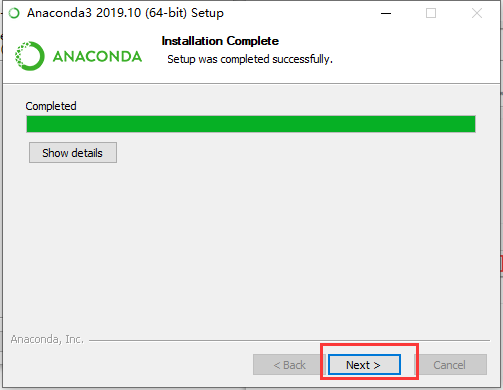 Anaconda3 2019.10 (64-bit) Setup
Installation Complete
Setup was completed successfully.
ANACONDA
Completed
Show details
Anaconda, Inc.
< Back
Next >
Cancel